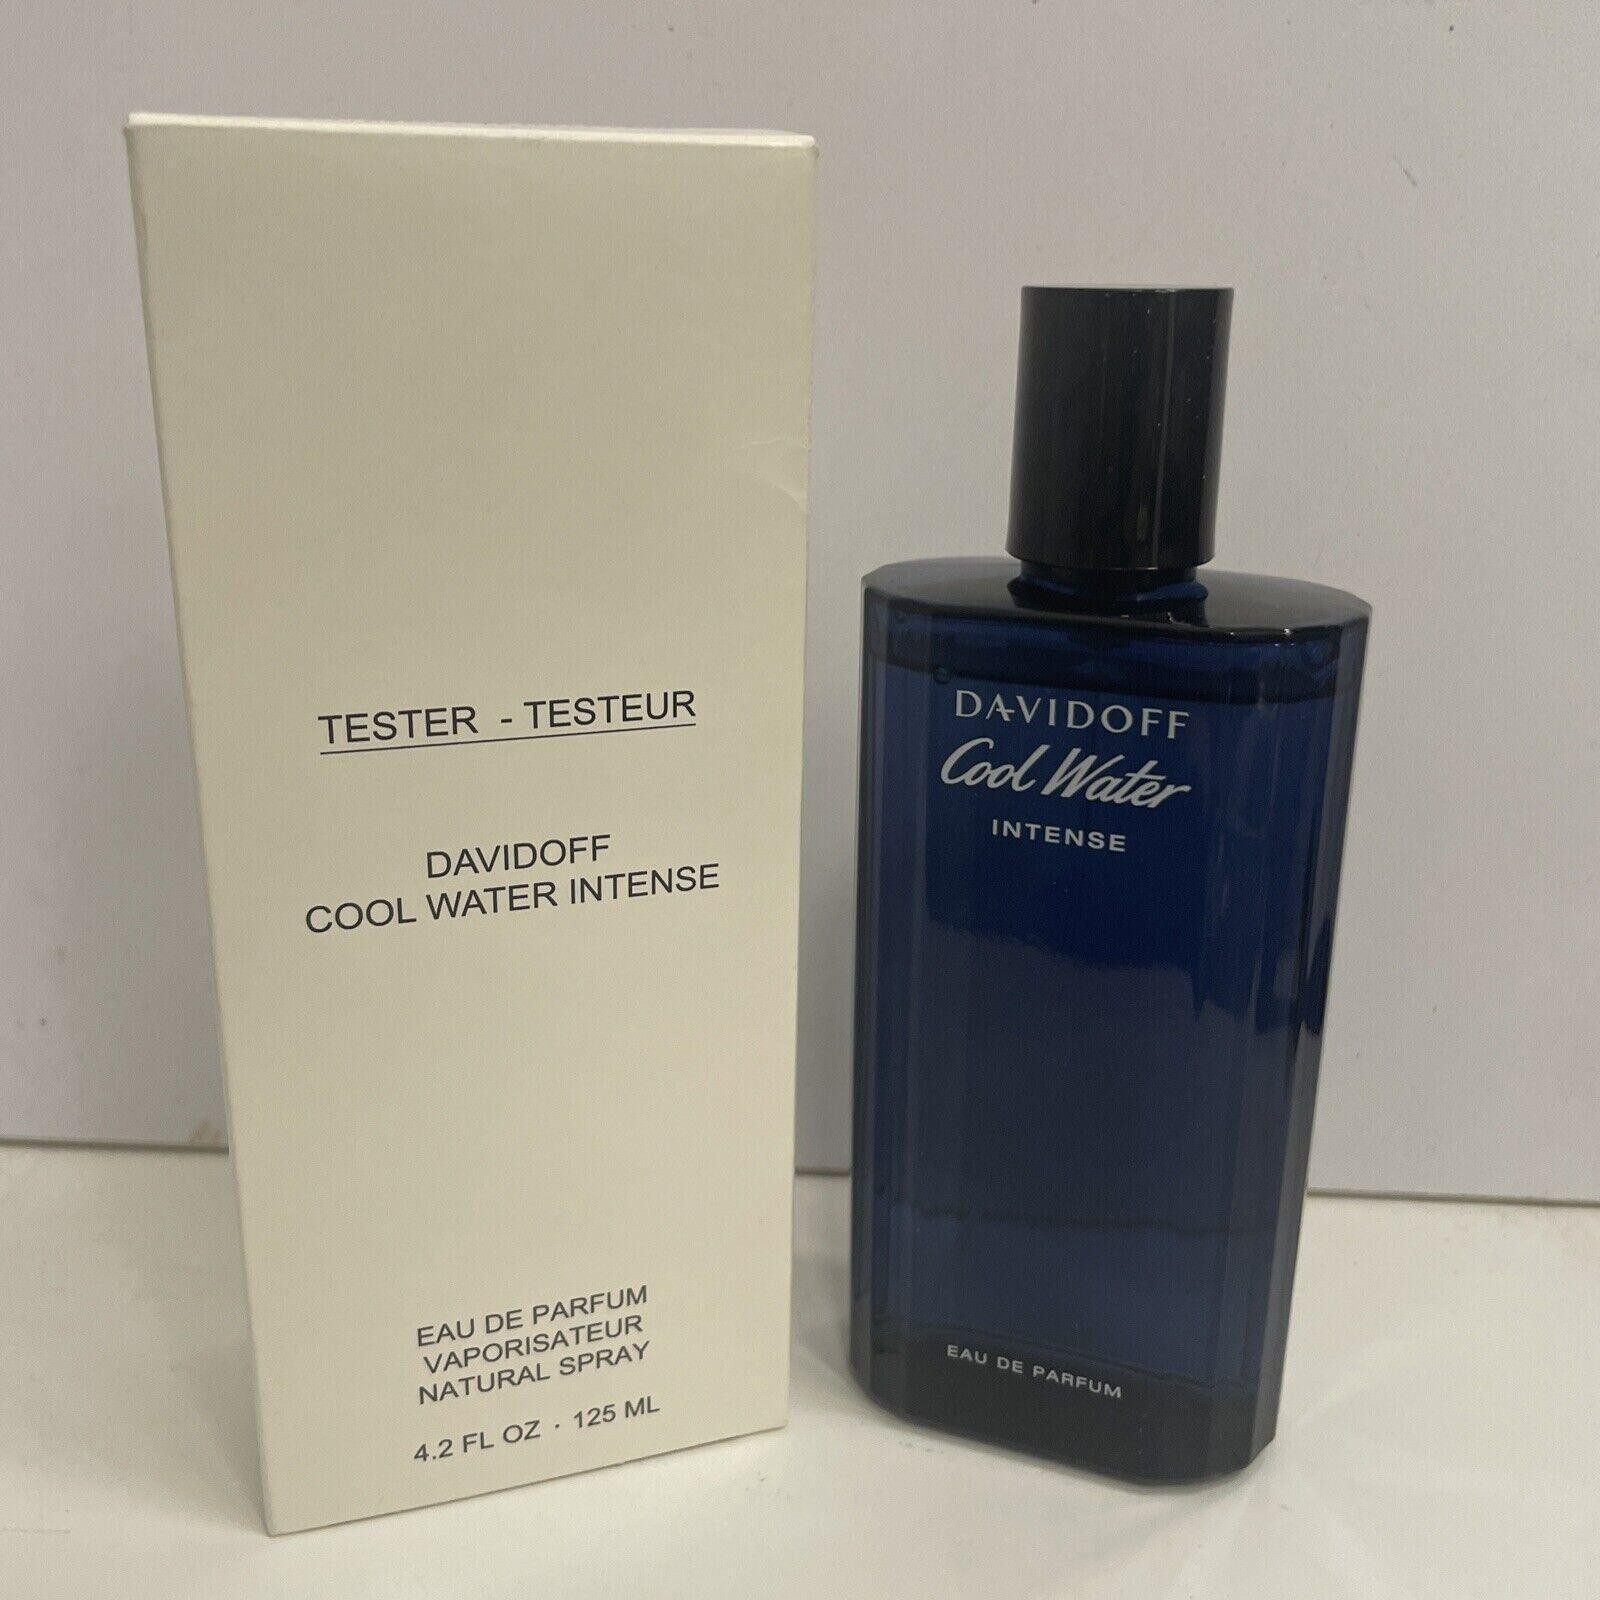 TESTER - TESTEUR
DAVIDOFF
COOL WATER INTENSE
EAU DE PARFUM
VAPORISATEUR
NATURAL SPRAY
4.2 FL OZ · 125 ML
DAVIDOFF
Cool Water
INTENSE
EAU DE PARFUM